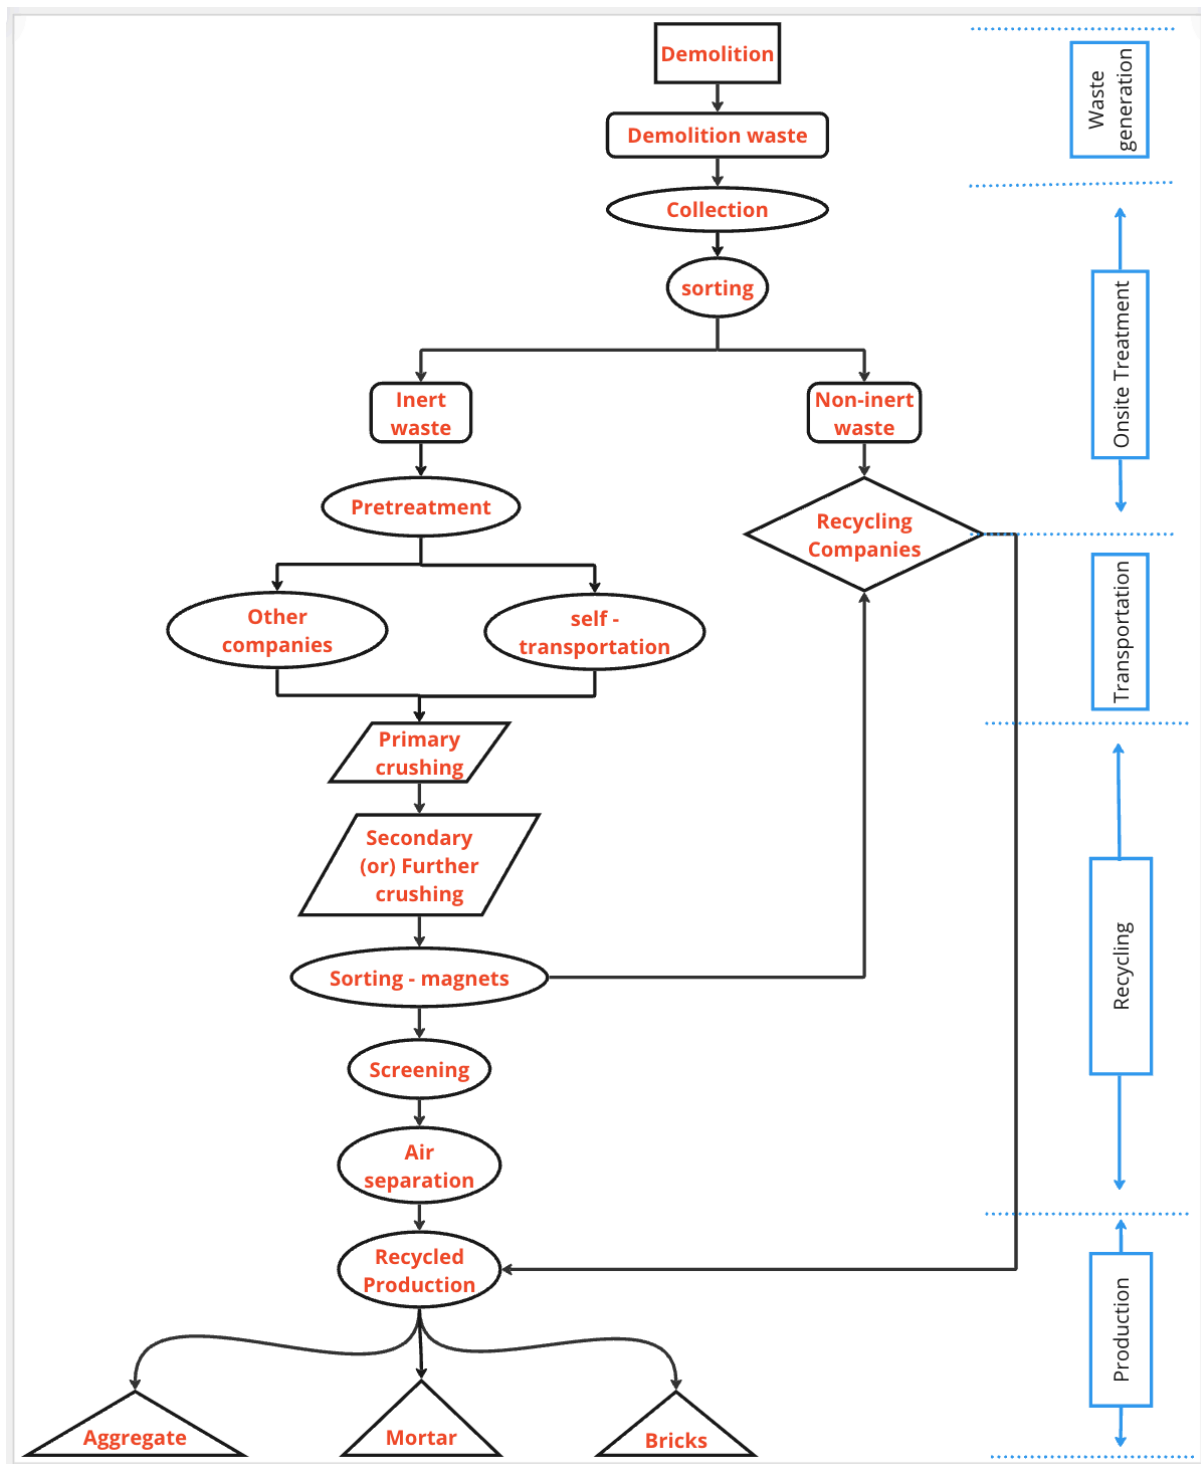 Demolition
Demolition waste
Collection
sorting
Inert
waste
Non-inert
waste
Pretreatment
Recycling
Companies
Other
companies
self -
transportation
Primary
crushing
Secondary
(or) Further
crushing
Sorting - magnets
Screening
Air
separation
Recycled
Production
Aggregate
Mortar
Bricks
Waste
generation
Onsite Treatment
Transportation
Recycling
Production